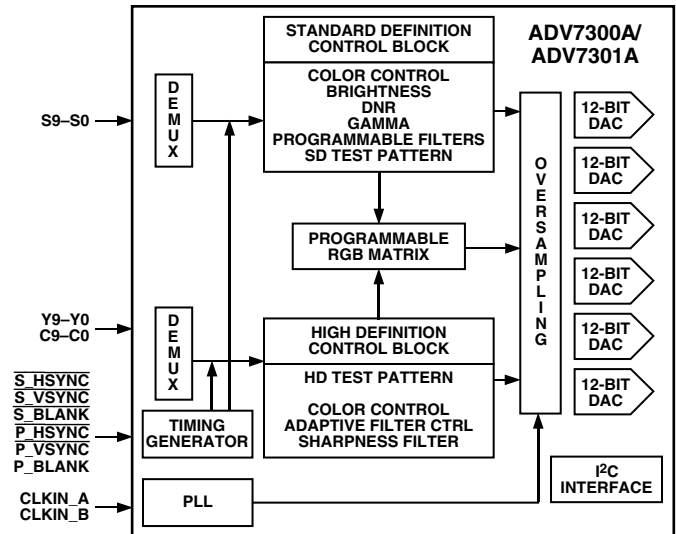 STANDARD DEFINITION
CONTROL BLOCK
COLOR CONTROL
BRIGHTNESS
DNR
GAMMA
PROGRAMMABLE FILTERS
SD TEST PATTERN
ADV7300A/
ADV7301A
D
E
M
U
X
S9–S0
O
V
E
R
S
A
M
P
L
I
N
G
12-BIT
DAC
12-BIT
DAC
12-BIT
DAC
12-BIT
DAC
12-BIT
DAC
12-BIT
DAC
PROGRAMMABLE
RGB MATRIX
Y9–Y0
C9–C0
D
E
M
U
X
HIGH DEFINITION
CONTROL BLOCK
HD TEST PATTERN
COLOR CONTROL
ADAPTIVE FILTER CTRL
SHARPNESS FILTER
S_HSYNC
S_VSYNC
S_BLANK
P_HSYNC
P_VSYNC
P_BLANK
TIMING
GENERATOR
CLKIN_A
CLKIN_B
PLL
I2C
INTERFACE